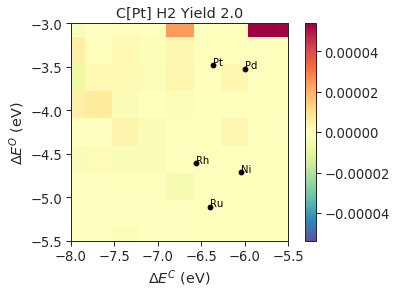 C[Pt] H2 Yield 2.0
−3.0
−3.5
−4.0
−4.5
−5.0
−5.5
ΔE^O (eV)
Pt
Pd
Rh
Ni
Ru
−8.0 −7.5 −7.0 −6.5 −6.0 −5.5
ΔE^C (eV)
0.00004
0.00002
0.00000
−0.00002
−0.00004